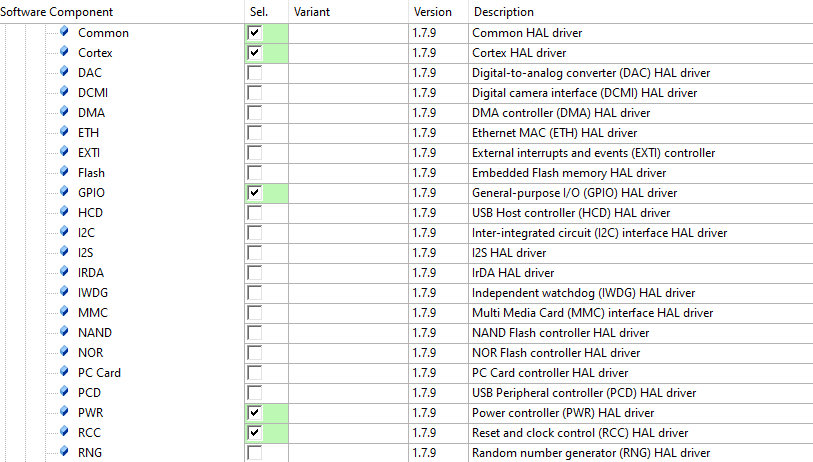 Software Component Sel. Variant Version Description
Common 1.7.9 Common HAL driver
Cortex 1.7.9 Cortex HAL driver
DAC 1.7.9 Digital-to-analog converter (DAC) HAL driver
DCMI 1.7.9 Digital camera interface (DCMI) HAL driver
DMA 1.7.9 DMA controller (DMA) HAL driver
ETH 1.7.9 Ethernet MAC (ETH) HAL driver
EXTI 1.7.9 External interrupts and events (EXTI) controller
Flash 1.7.9 Embedded Flash memory HAL driver
GPIO 1.7.9 General-purpose I/O (GPIO) HAL driver
HCD 1.7.9 USB Host controller (HCD) HAL driver
I2C 1.7.9 Inter-integrated circuit (I2C) interface HAL driver
I2S 1.7.9 I2S HAL driver
IRDA 1.7.9 IrDA HAL driver
IWDG 1.7.9 Independent watchdog (IWDG) HAL driver
MMC 1.7.9 Multi Media Card (MMC) interface HAL driver
NAND 1.7.9 NAND Flash controller HAL driver
NOR 1.7.9 NOR Flash controller HAL driver
PC Card 1.7.9 PC Card controller HAL driver
PCD 1.7.9 USB Peripheral controller (PCD) HAL driver
PWR 1.7.9 Power controller (PWR) HAL driver
RCC 1.7.9 Reset and clock control (RCC) HAL driver
RNG 1.7.9 Random number generator (RNG) HAL driver